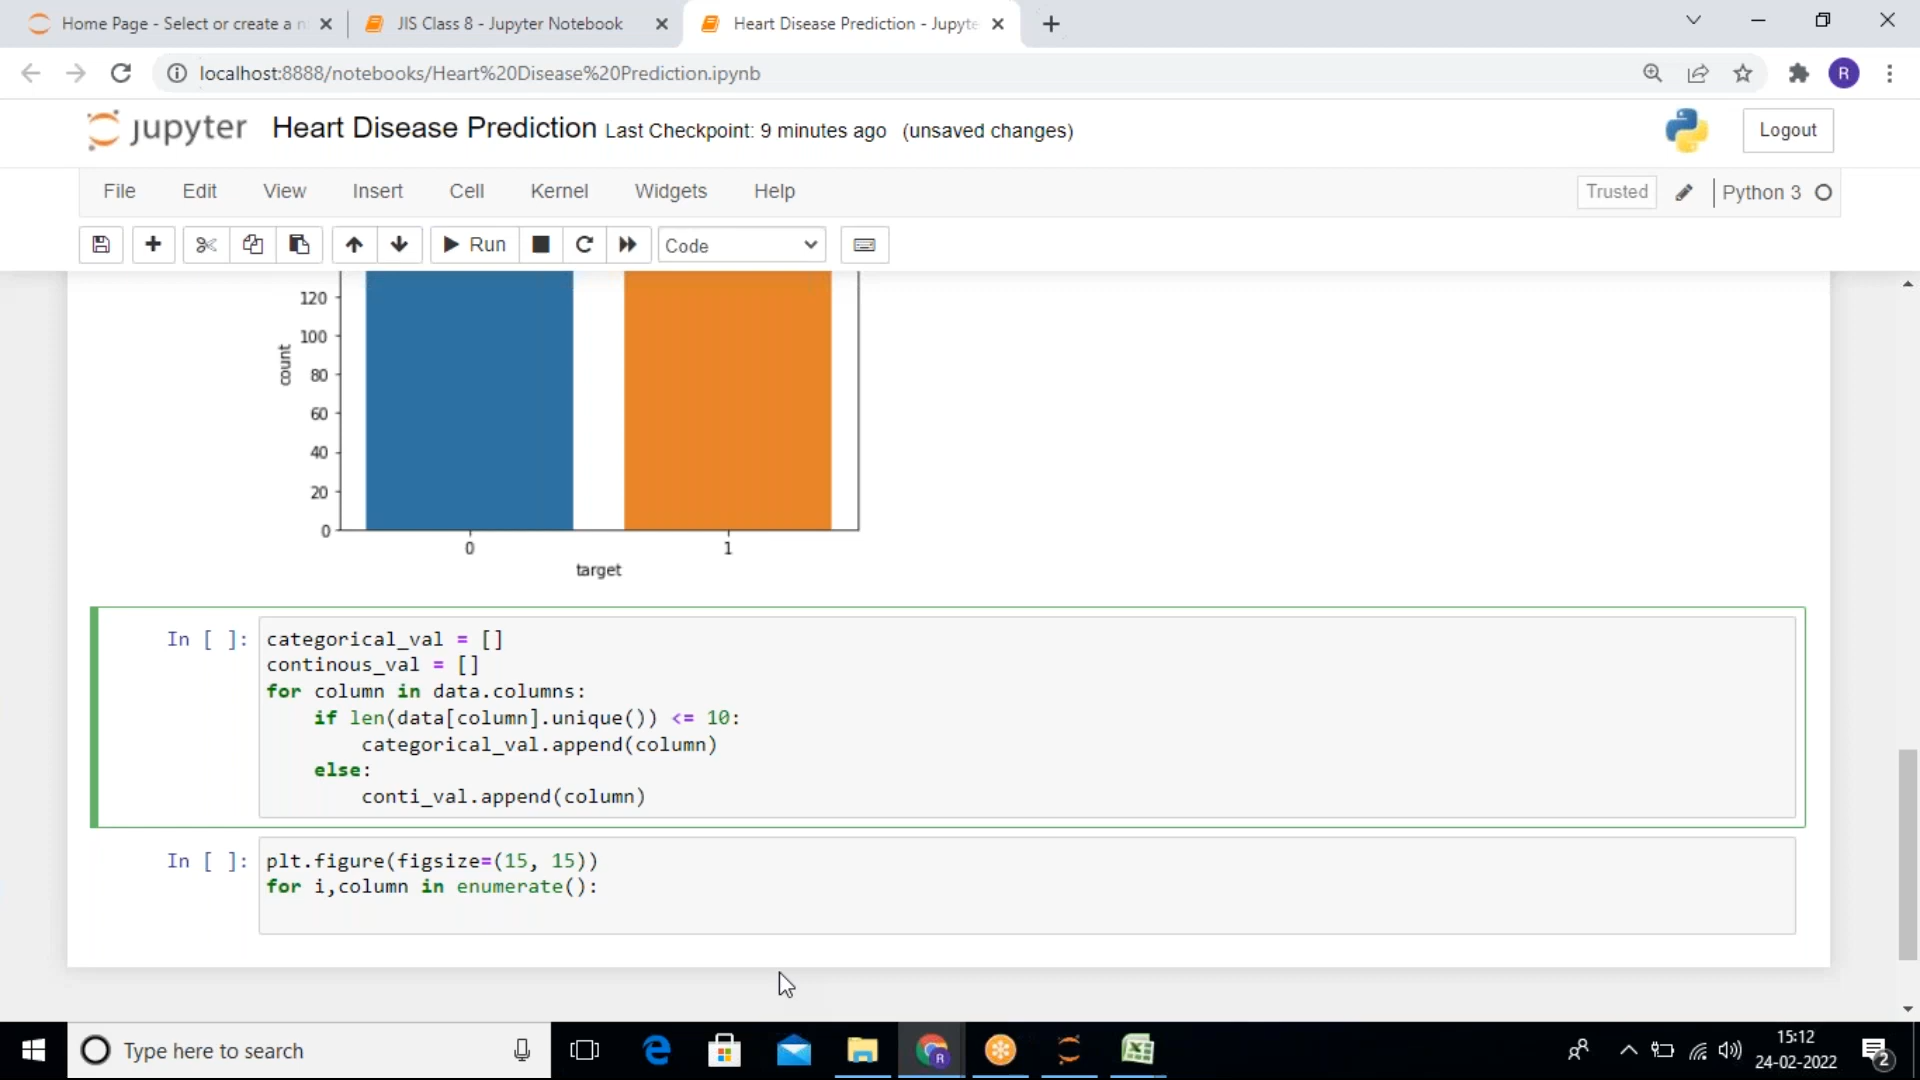 Home Page - Select or create a n
JIS Class 8 - Jupyter Notebook
Heart Disease Prediction - Jupyte
localhost:8888/notebooks/Heart%20Disease%20Prediction.ipynb
R
jupyter
Heart Disease Prediction Last Checkpoint: 9 minutes ago (unsaved changes)
Logout
File Edit View Insert Cell Kernel Widgets Help
Trusted
Python 3
Run
Code
120
100
80
60
40
20
0
count
0 1
target
In [ ]:
categorical_val = []
continous_val = []
for column in data.columns:
    if len(data[column].unique()) <= 10:
        categorical_val.append(column)
    else:
        conti_val.append(column)
In [ ]:
plt.figure(figsize=(15, 15))
for i,column in enumerate():
Type here to search
R
15:12
24-02-2022
2